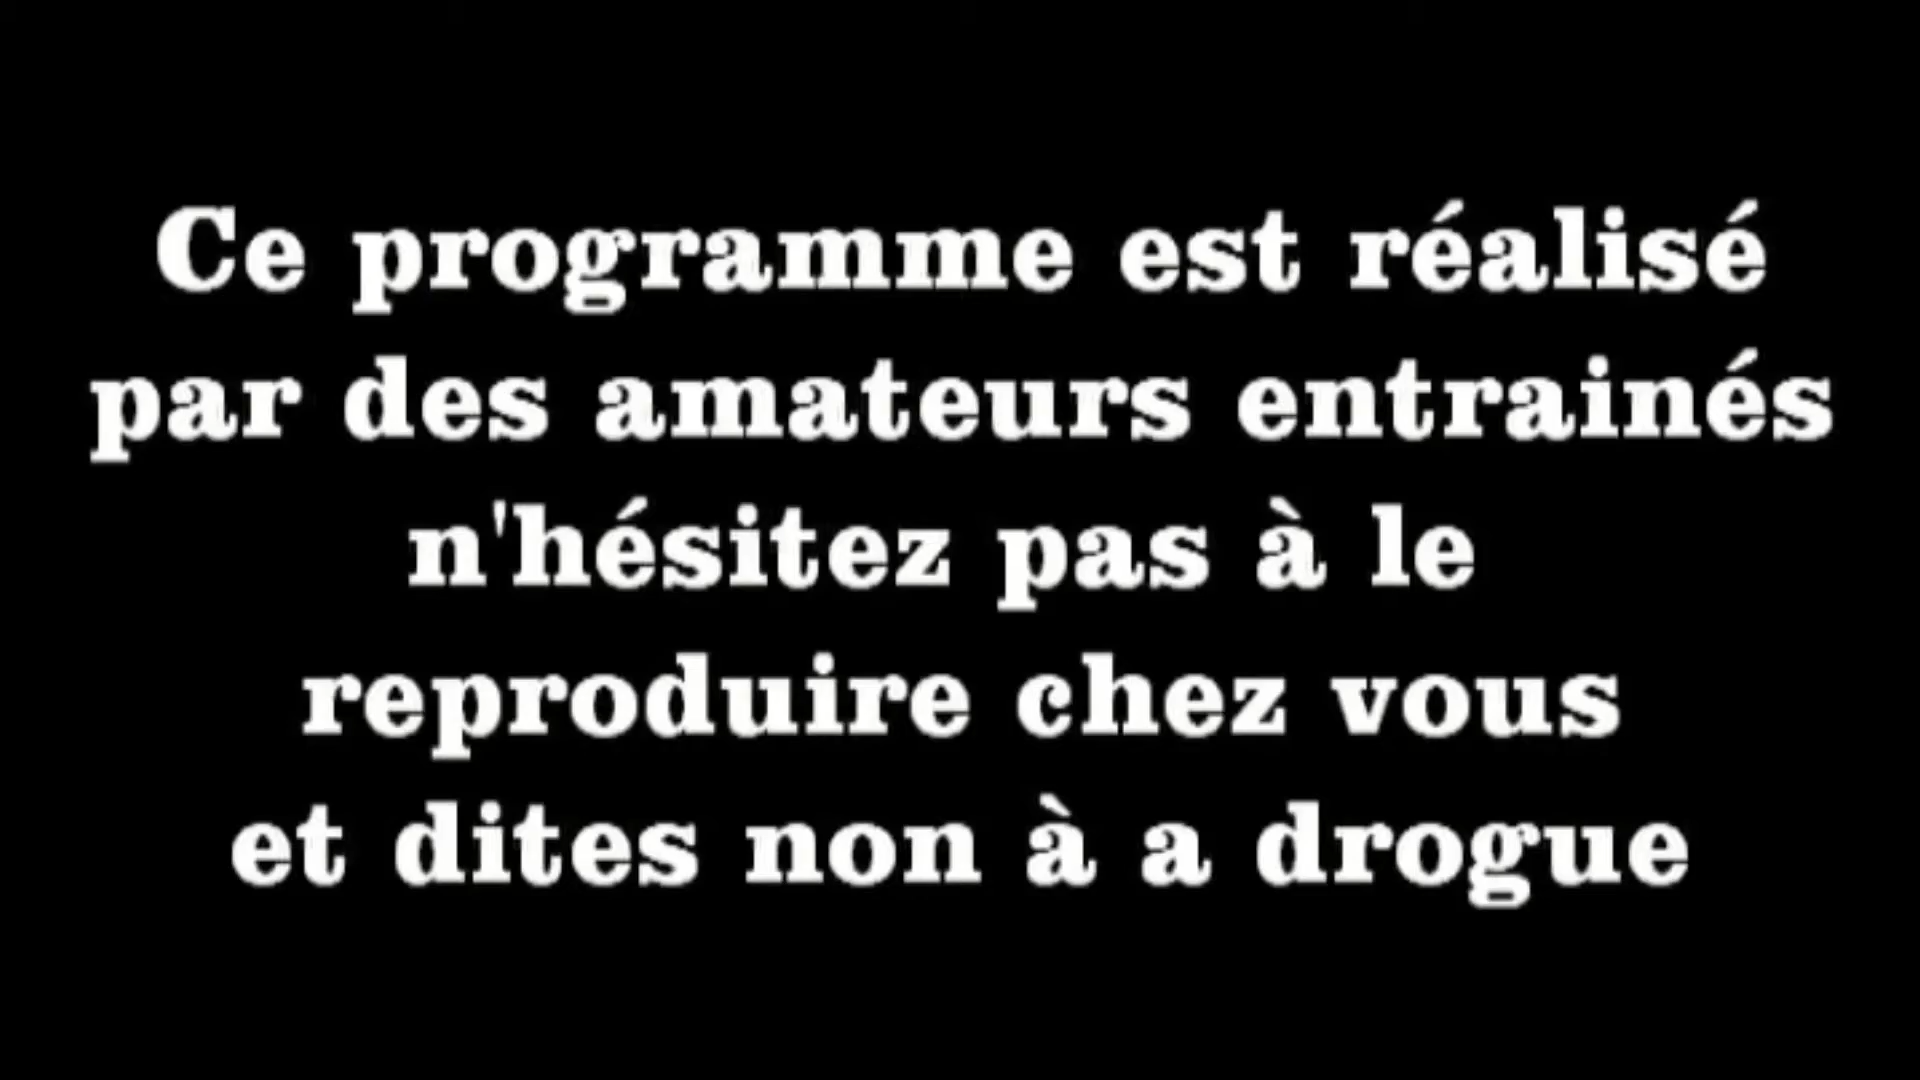 Ce programme est réalisé
par des amateurs entrainés
n'hésitez pas à le
reproduire chez vous
et dites non à a drogue